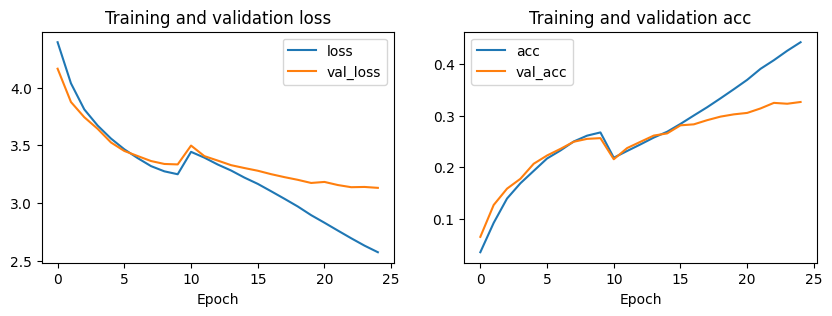 Training and validation loss
loss
val_loss
4.0
3.5
3.0
2.5
0 5 10 15 20 25
Epoch
Training and validation acc
acc
val_acc
0.4
0.3
0.2
0.1
0 5 10 15 20 25
Epoch